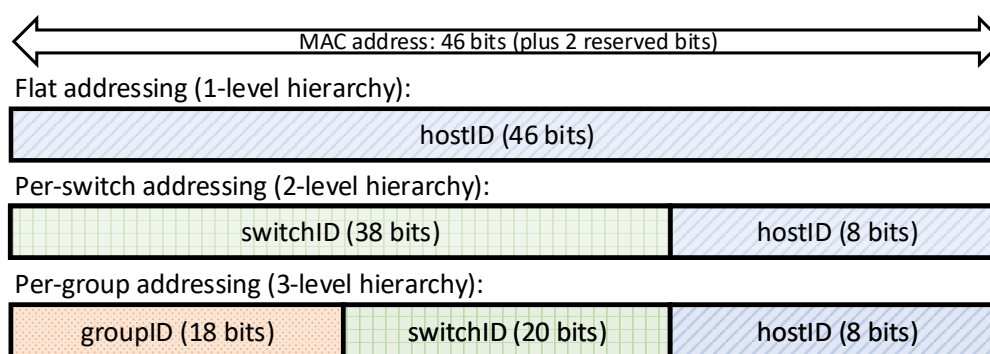 MAC address: 46 bits (plus 2 reserved bits)
Flat addressing (1-level hierarchy):
hostID (46 bits)
Per-switch addressing (2-level hierarchy):
switchID (38 bits) hostID (8 bits)
Per-group addressing (3-level hierarchy):
groupID (18 bits) switchID (20 bits) hostID (8 bits)